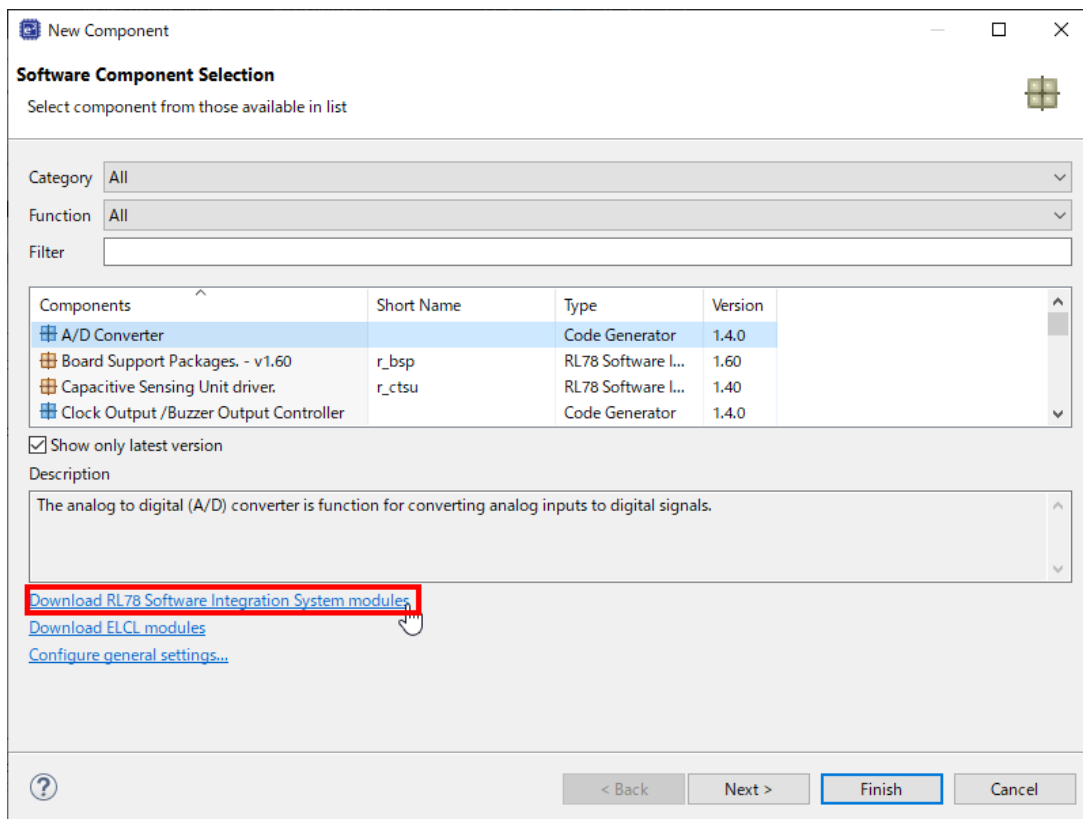 New Component
Software Component Selection
Select component from those available in list
Category All
Function All
Filter
Components Short Name Type Version
A/D Converter Code Generator 1.4.0
Board Support Packages. - v1.60 r_bsp RL78 Software I... 1.60
Capacitive Sensing Unit driver. r_ctsu RL78 Software I... 1.40
Clock Output /Buzzer Output Controller Code Generator 1.4.0
Show only latest version
Description
The analog to digital (A/D) converter is function for converting analog inputs to digital signals.
Download RL78 Software Integration System modules
Download ELCL modules
Configure general settings...
? < Back Next > Finish Cancel